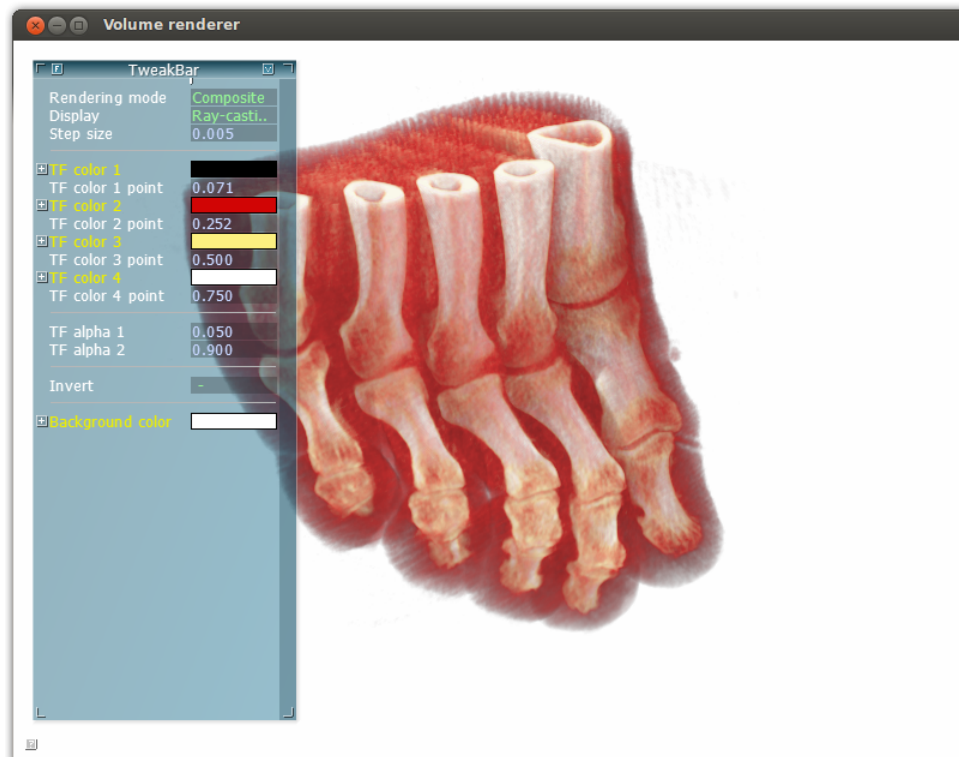 Volume renderer
TweakBar
Rendering mode Composite
Display Ray-casti..
Step size 0.005
TF color 1
TF color 1 point 0.071
TF color 2
TF color 2 point 0.252
TF color 3
TF color 3 point 0.500
TF color 4
TF color 4 point 0.750
TF alpha 1 0.050
TF alpha 2 0.900
Invert -
Background color